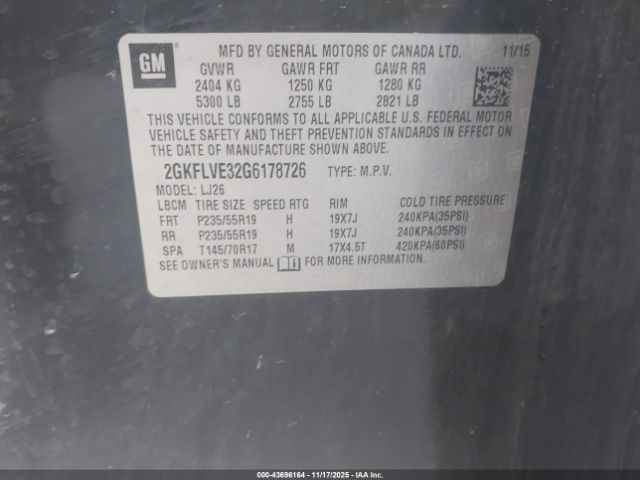 GM
MFD BY GENERAL MOTORS OF CANADA LTD. 11/15
GVWR GAWR FRT GAWR RR
2404 KG 1250 KG 1280 KG
5300 LB 2755 LB 2821 LB
THIS VEHICLE CONFORMS TO ALL APPLICABLE U.S. FEDERAL MOTOR
VEHICLE SAFETY AND THEFT PREVENTION STANDARDS IN EFFECT ON
THE DATE OF MANUFACTURE SHOWN ABOVE.
2GKFLVE32G6178726 TYPE: M.P.V.
MODEL: LJ26
LBCM TIRE SIZE SPEED RTG RIM COLD TIRE PRESSURE
FRT P235/55R19 H 19X7J 240KPA(35PSI)
RR P235/55R19 H 19X7J 240KPA(35PSI)
SPA T145/70R17 M 17X4.5T 420KPA(60PSI)
SEE OWNER'S MANUAL FOR MORE INFORMATION.
000-43696164 - 11/17/2025 - IAAI.COM